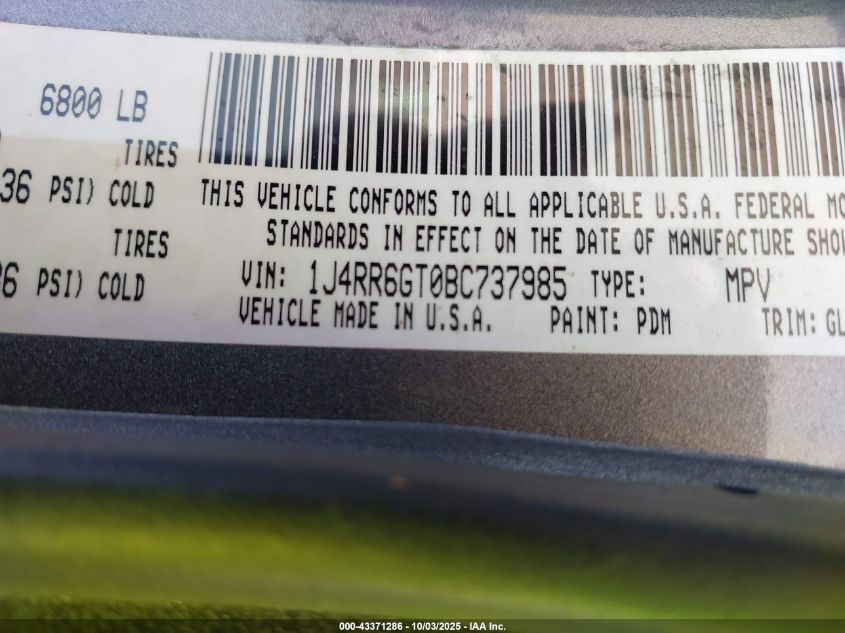 6800 LB
TIRES
36 PSI) COLD
THIS VEHICLE CONFORMS TO ALL APPLICABLE U.S.A. FEDERAL MO
TIRES
STANDARDS IN EFFECT ON THE DATE OF MANUFACTURE SHO
6 PSI) COLD
VIN: 1J4RR6GT0BC737985 TYPE: MPV
VEHICLE MADE IN U.S.A. PAINT: PDM TRIM: GL
000-43371286 - 10/03/2025 - IAA Inc.